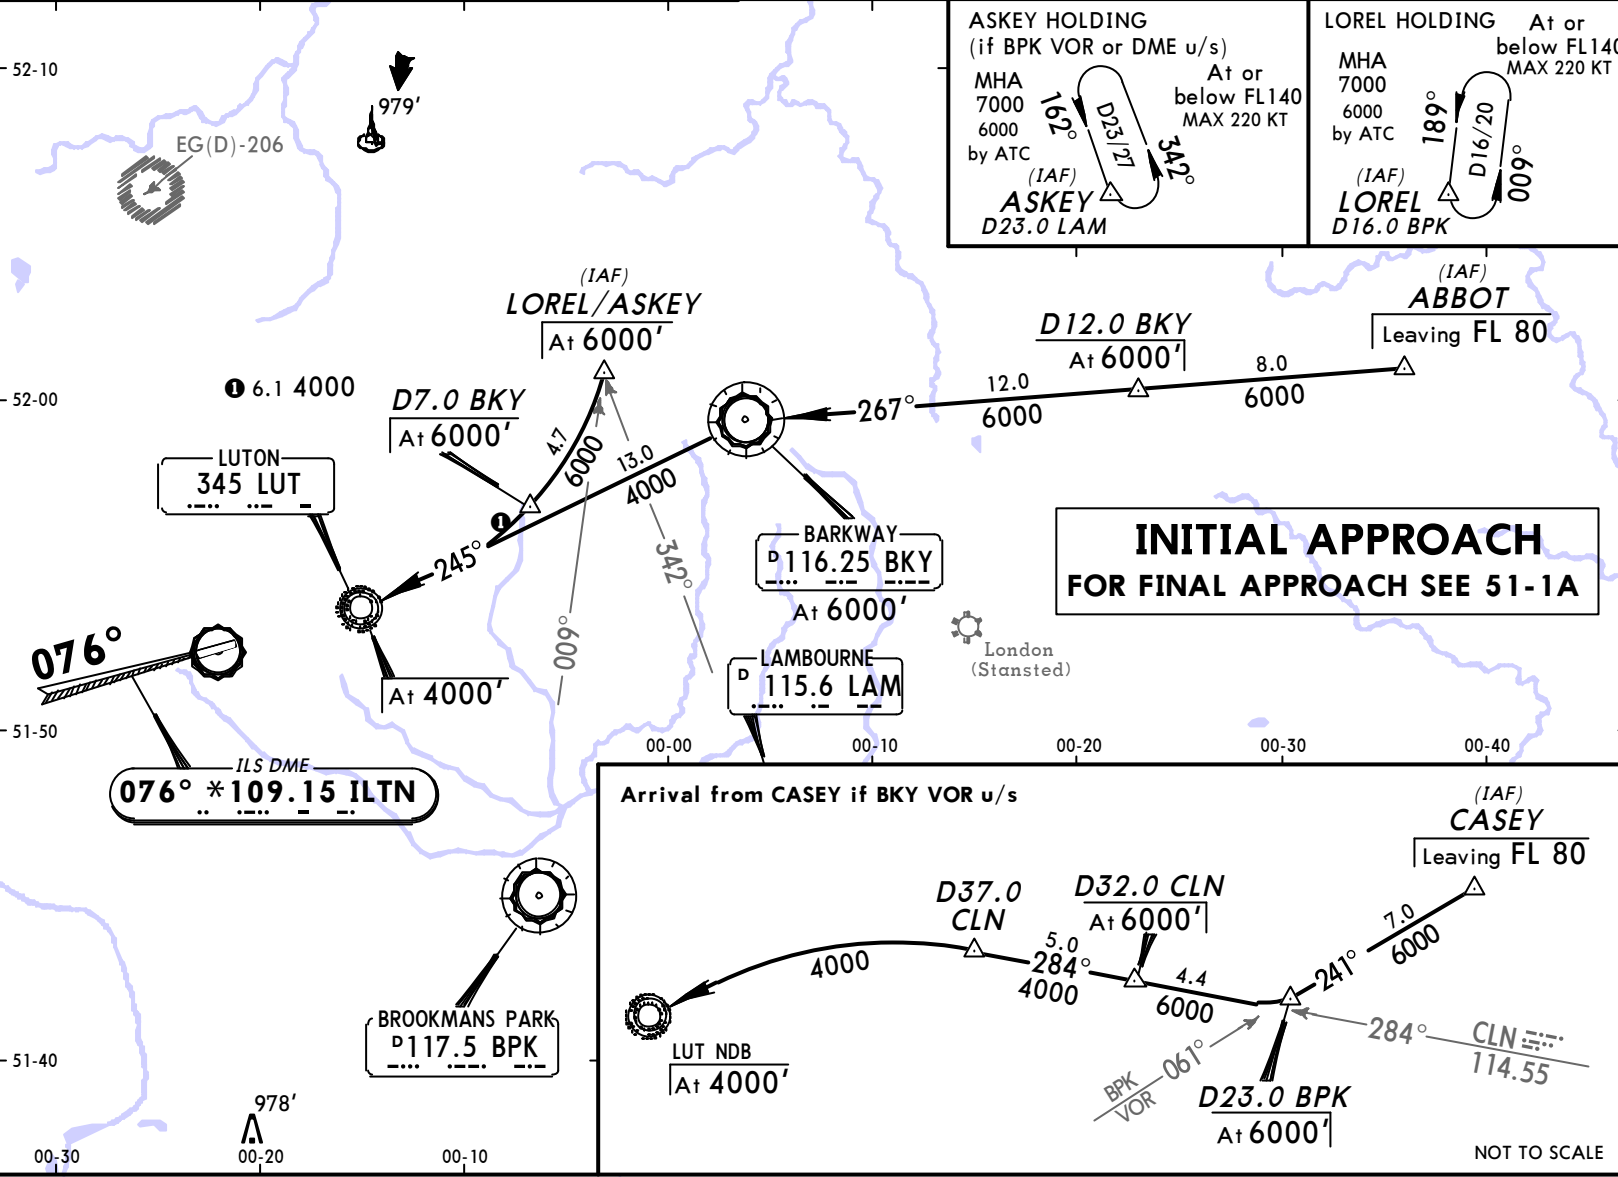 52-10
979'
EG(D)-206
ASKEY HOLDING
(if BPK VOR or DME u/s)
MHA
7000
6000
by ATC
At or
below FL140
MAX 220 KT
162°
D23/27
342°
(IAF)
ASKEY
D23.0 LAM
LOREL HOLDING
At or
below FL140
MAX 220 KT
MHA
7000
6000
by ATC
189°
D16/20
009°
(IAF)
LOREL
D16.0 BPK
(IAF)
LOREL/ASKEY
At 6000'
(IAF)
ABBOT
Leaving FL 80
D12.0 BKY
At 6000'
8.0
6000
12.0
6000
267°
52-00
1 6.1 4000
D7.0 BKY
At 6000'
4.7
6000
13.0
4000
1
245°
LUTON
345 LUT
342°
009°
BARKWAY
D 116.25 BKY
At 6000'
INITIAL APPROACH
FOR FINAL APPROACH SEE 51-1A
London
(Stansted)
LAMBOURNE
D 115.6 LAM
076°
At 4000'
51-50
ILS DME
076° *109.15 ILTN
00-00
00-10
00-20
00-30
00-40
Arrival from CASEY if BKY VOR u/s
(IAF)
CASEY
Leaving FL 80
7.0
6000
241°
D37.0
CLN
D32.0 CLN
At 6000'
5.0
284°
4000
4.4
6000
4000
LUT NDB
At 4000'
BPK
VOR
061°
284°
CLN
114.55
D23.0 BPK
At 6000'
NOT TO SCALE
BROOKMANS PARK
D 117.5 BPK
51-40
978'
00-30
00-20
00-10